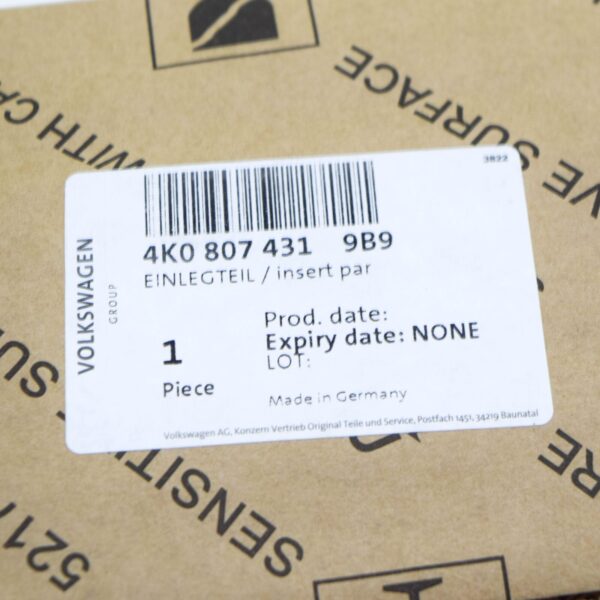 WITH CA
VE SURFACE
3822
4K0 807 431 9B9
EINLEGTEIL / insert par
VOLKSWAGEN
GROUP
1
Piece
Prod. date:
Expiry date: NONE
LOT:
Made in Germany
Volkswagen AG, Konzern Vertrieb Original Teile und Service, Postfach 1451, 34219 Baunatal
VE SU
SENSITI
RE
521